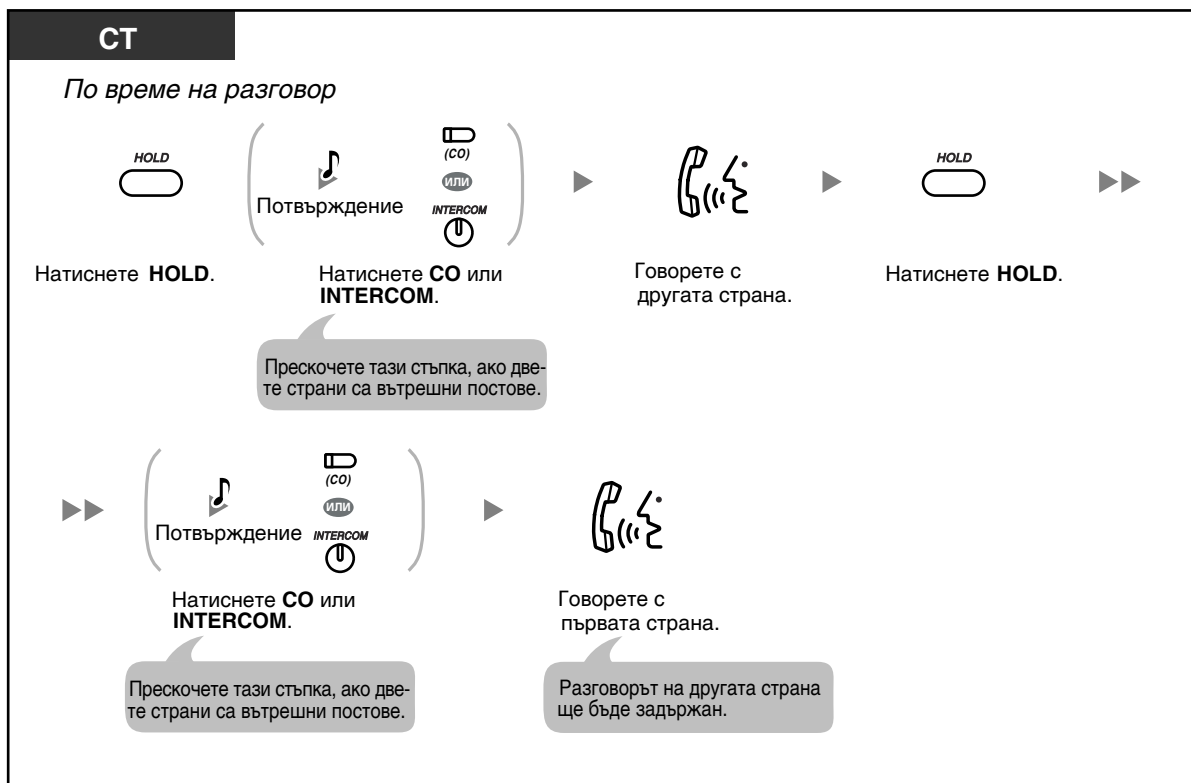 СТ
По време на разговор
HOLD
(CO)
или
Потвърждение
INTERCOM
HOLD
Натиснете HOLD.
Натиснете CO или
INTERCOM.
Говорете с
другата страна.
Натиснете HOLD.
Прескочете тази стъпка, ако две-
те страни са вътрешни постове.
(CO)
или
Потвърждение
INTERCOM
Натиснете CO или
INTERCOM.
Говорете с
първата страна.
Прескочете тази стъпка, ако две-
те страни са вътрешни постове.
Разговорът на другата страна
ще бъде задържан.